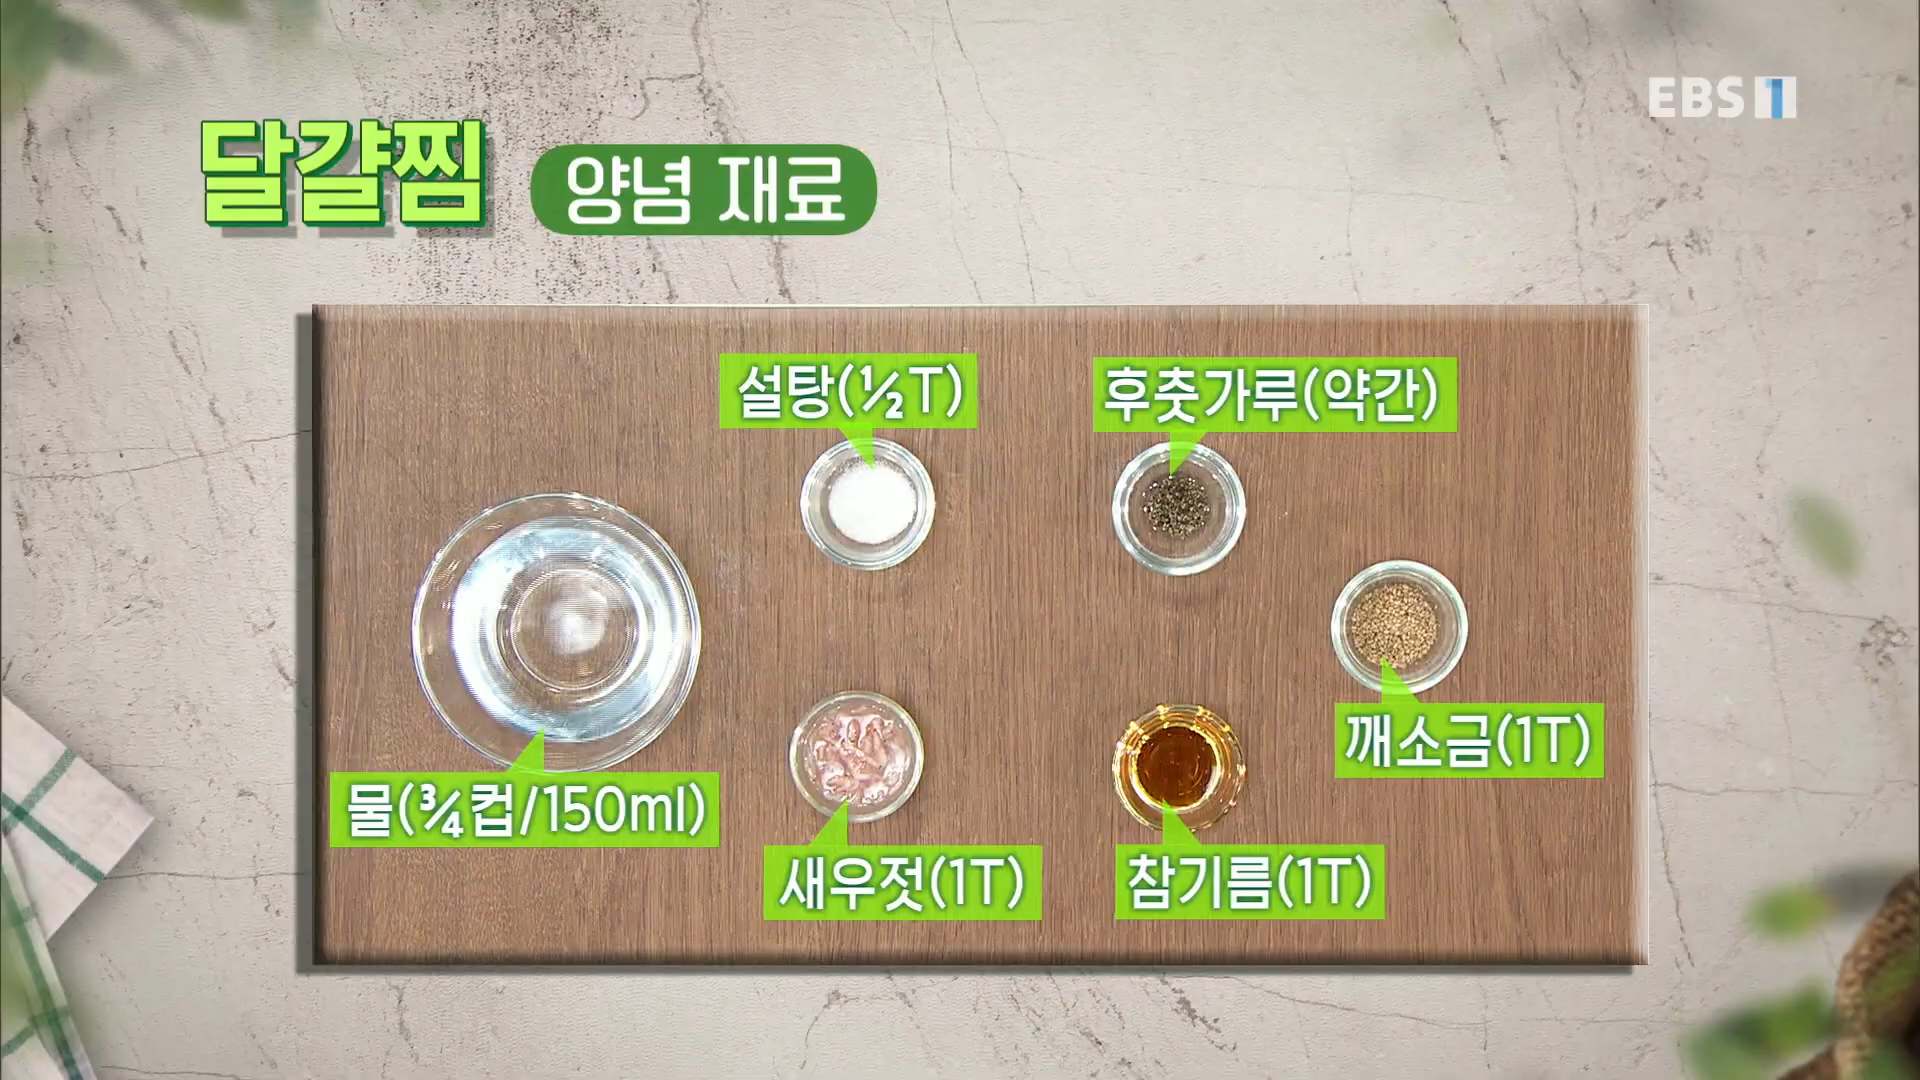 EBS 1
달걀찜 양념 재료
설탕(½T)
후춧가루(약간)
깨소금(1T)
물(¾컵/150ml)
새우젓(1T)
참기름(1T)